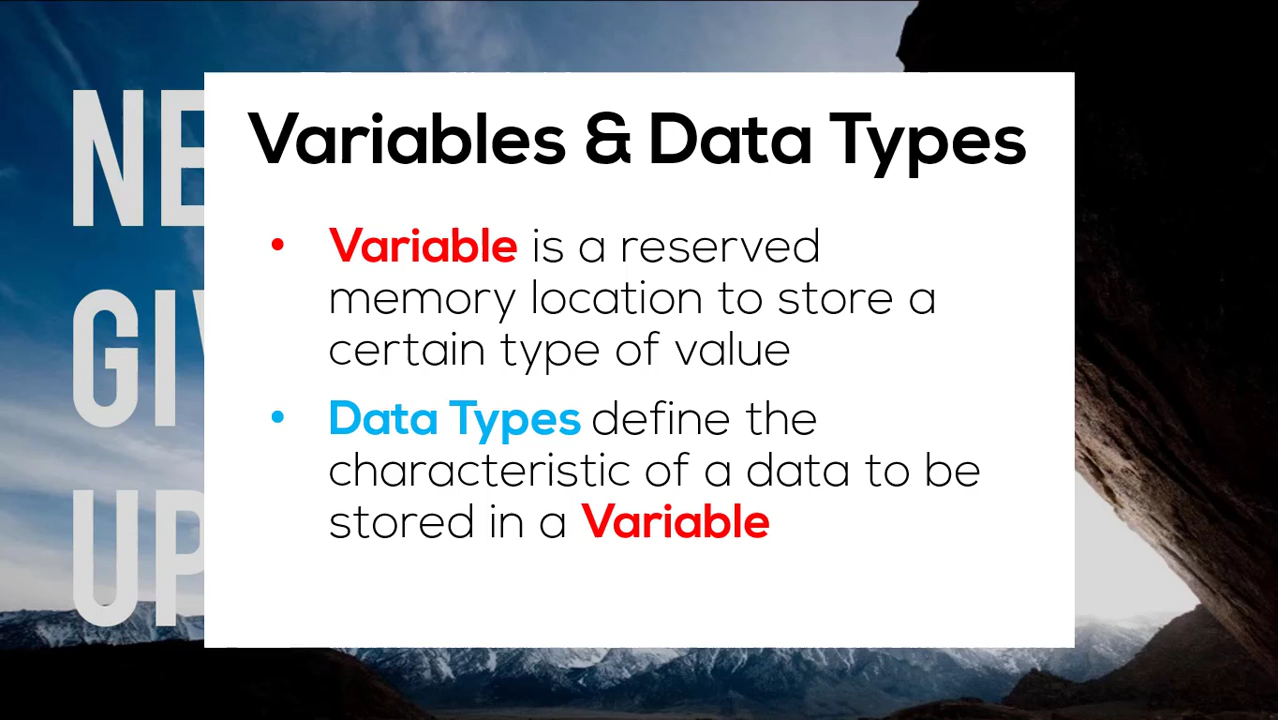 NE
GI
UP
Variables & Data Types
• Variable is a reserved
memory location to store a
certain type of value
• Data Types define the
characteristic of a data to be
stored in a Variable